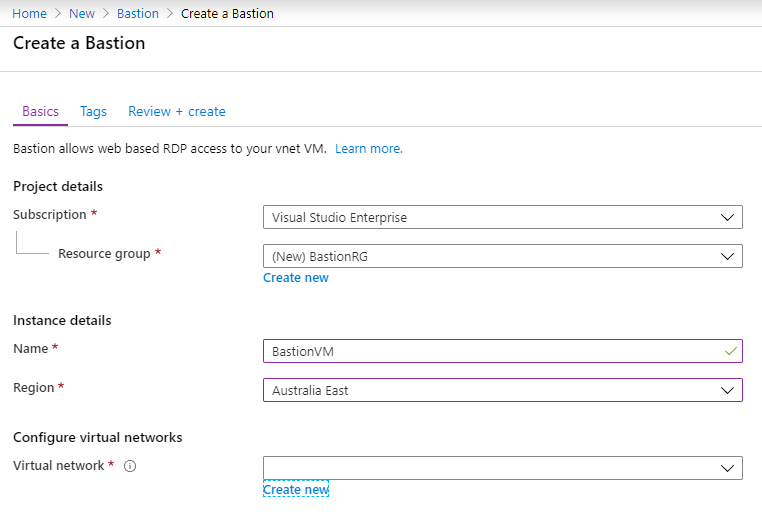 Home > New > Bastion > Create a Bastion
Create a Bastion
Basics Tags Review + create
Bastion allows web based RDP access to your vnet VM. Learn more.
Project details
Subscription * Visual Studio Enterprise
Resource group * (New) BastionRG
Create new
Instance details
Name * BastionVM
Region * Australia East
Configure virtual networks
Virtual network *
Create new